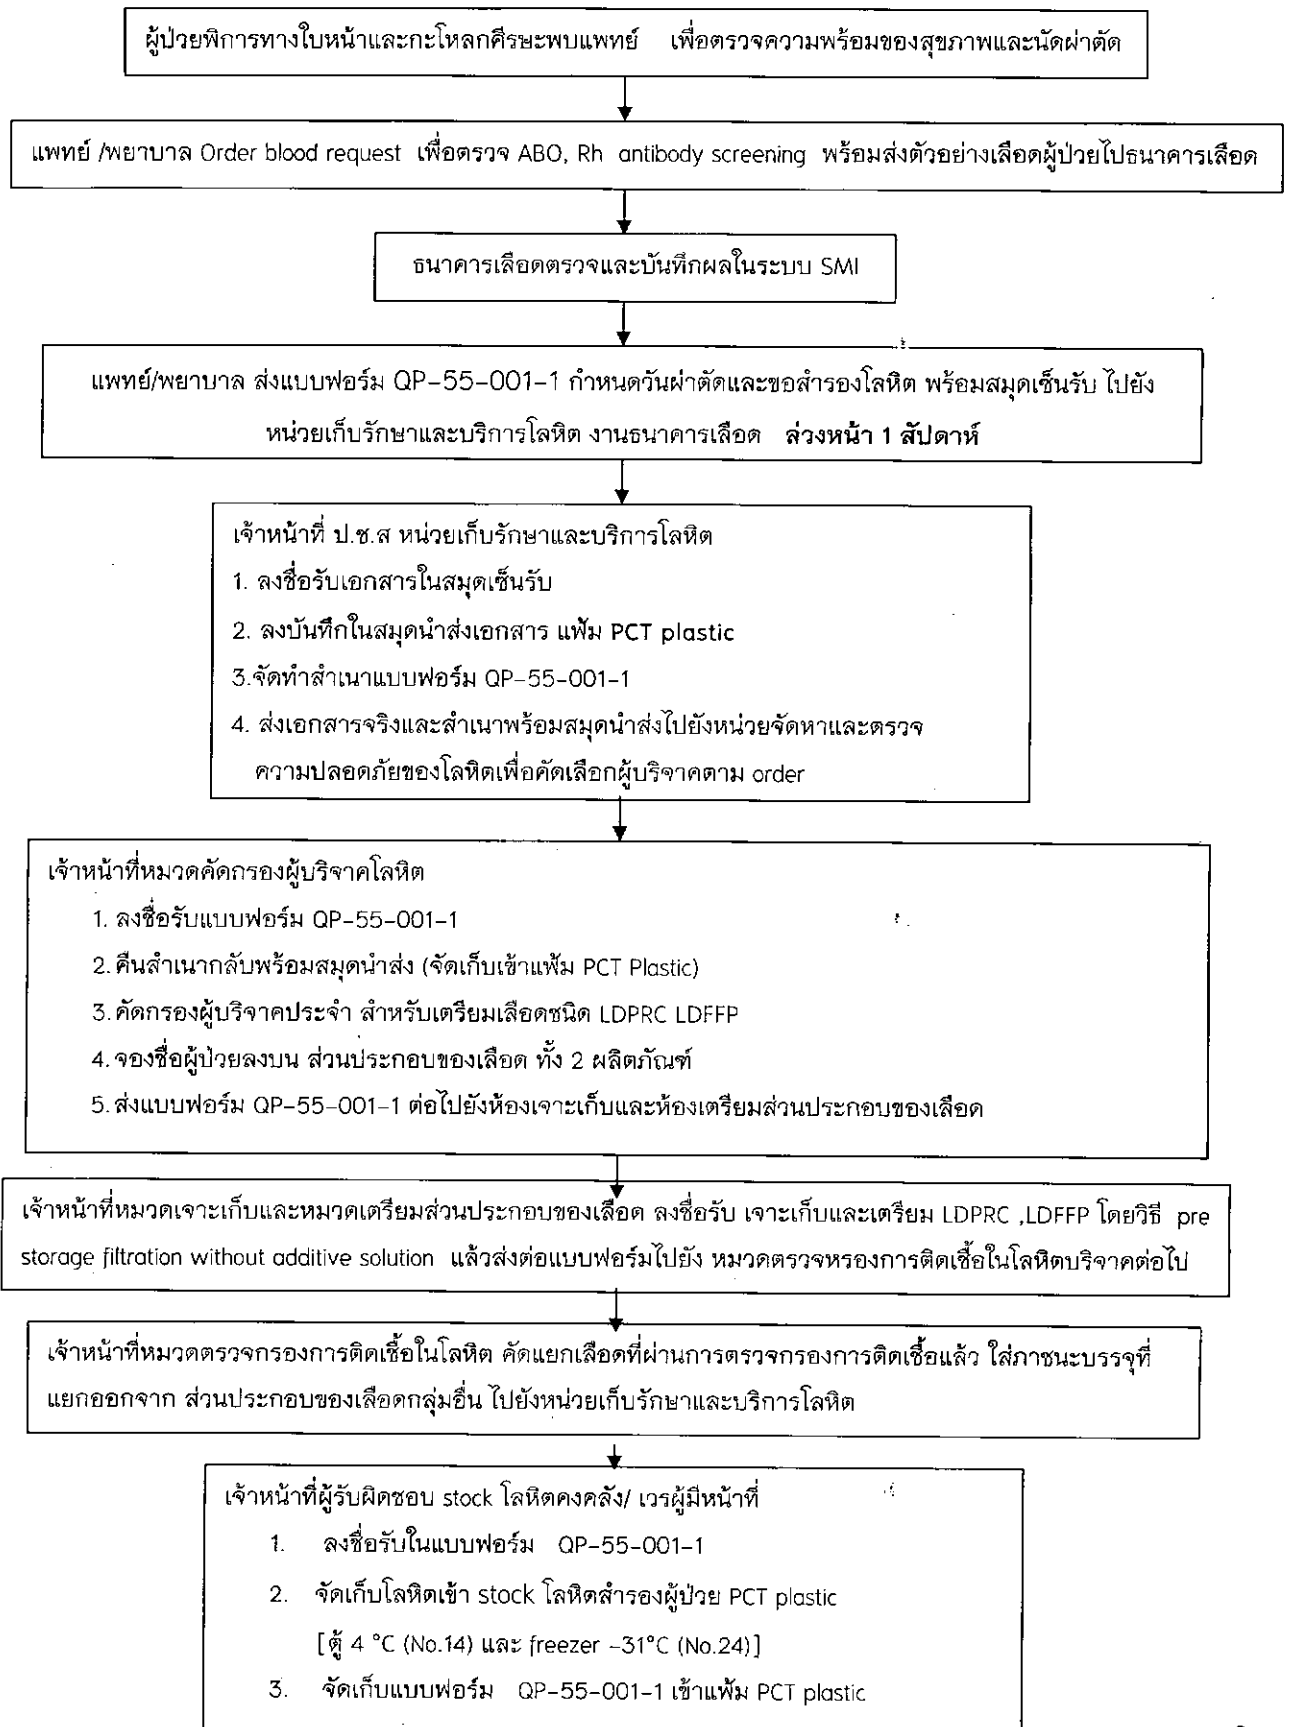 ผู้ป่วยพิการทางใบหน้าและกะโหลกศีรษะพบแพทย์ เพื่อตรวจความพร้อมของสุขภาพและนัดผ่าตัด
แพทย์ /พยาบาล Order blood request เพื่อตรวจ ABO, Rh antibody screening พร้อมส่งตัวอย่างเลือดผู้ป่วยไปธนาคารเลือด
ธนาคารเลือดตรวจและบันทึกผลในระบบ SMI
แพทย์/พยาบาล ส่งแบบฟอร์ม QP-55-001-1 กำหนดวันผ่าตัดและขอสำรองโลหิต พร้อมสมุดเซ็นรับ ไปยัง
หน่วยเก็บรักษาและบริการโลหิต งานธนาคารเลือด ล่วงหน้า 1 สัปดาห์
เจ้าหน้าที่ ป.ช.ส หน่วยเก็บรักษาและบริการโลหิต
1. ลงชื่อรับเอกสารในสมุดเซ็นรับ
2. ลงบันทึกในสมุดนำส่งเอกสาร แฟ้ม PCT plastic
3.จัดทำสำเนาแบบฟอร์ม QP-55-001-1
4. ส่งเอกสารจริงและสำเนาพร้อมสมุดนำส่งไปยังหน่วยจัดหาและตรวจ
ความปลอดภัยของโลหิตเพื่อคัดเลือกผู้บริจาคตาม order
เจ้าหน้าที่หมวดคัดกรองผู้บริจาคโลหิต
1. ลงชื่อรับแบบฟอร์ม QP-55-001-1
2. คืนสำเนากลับพร้อมสมุดนำส่ง (จัดเก็บเข้าแฟ้ม PCT Plastic)
3. คัดกรองผู้บริจาคประจำ สำหรับเตรียมเลือดชนิด LDPRC LDFFP
4. จองชื่อผู้ป่วยลงบน ส่วนประกอบของเลือด ทั้ง 2 ผลิตภัณฑ์
5. ส่งแบบฟอร์ม QP-55-001-1 ต่อไปยังห้องเจาะเก็บและห้องเตรียมส่วนประกอบของเลือด
เจ้าหน้าที่หมวดเจาะเก็บและหมวดเตรียมส่วนประกอบของเลือด ลงชื่อรับ เจาะเก็บและเตรียม LDPRC ,LDFFP โดยวิธี pre
storage filtration without additive solution แล้วส่งต่อแบบฟอร์มไปยัง หมวดตรวจหรองการติดเชื้อในโลหิตบริจาคต่อไป
เจ้าหน้าที่หมวดตรวจกรองการติดเชื้อในโลหิต คัดแยกเลือดที่ผ่านการตรวจกรองการติดเชื้อแล้ว ใส่ภาชนะบรรจุที่
แยกออกจาก ส่วนประกอบของเลือดกลุ่มอื่น ไปยังหน่วยเก็บรักษาและบริการโลหิต
เจ้าหน้าที่ผู้รับผิดชอบ stock โลหิตคงคลัง/ เวรผู้มีหน้าที่
1. ลงชื่อรับในแบบฟอร์ม QP-55-001-1
2. จัดเก็บโลหิตเข้า stock โลหิตสำรองผู้ป่วย PCT plastic
[ตู้ 4 °C (No.14) และ freezer -31°C (No.24)]
3. จัดเก็บแบบฟอร์ม QP-55-001-1 เข้าแฟ้ม PCT plastic